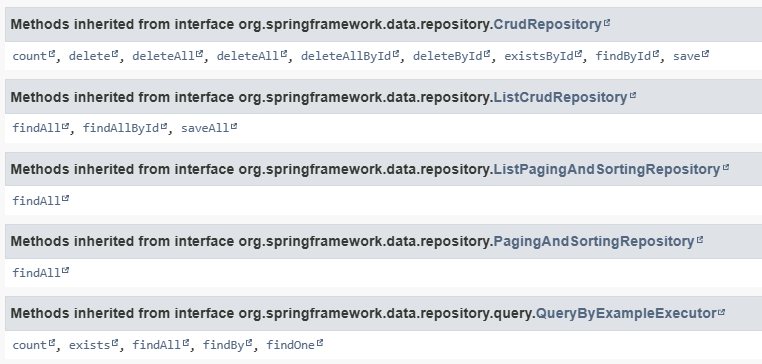 Methods inherited from interface org.springframework.data.repository.CrudRepository
count, delete, deleteAll, deleteAll, deleteAllById, deleteById, existsById, findById, save
Methods inherited from interface org.springframework.data.repository.ListCrudRepository
findAll, findAllById, saveAll
Methods inherited from interface org.springframework.data.repository.ListPagingAndSortingRepository
findAll
Methods inherited from interface org.springframework.data.repository.PagingAndSortingRepository
findAll
Methods inherited from interface org.springframework.data.repository.query.QueryByExampleExecutor
count, exists, findAll, findBy, findOne